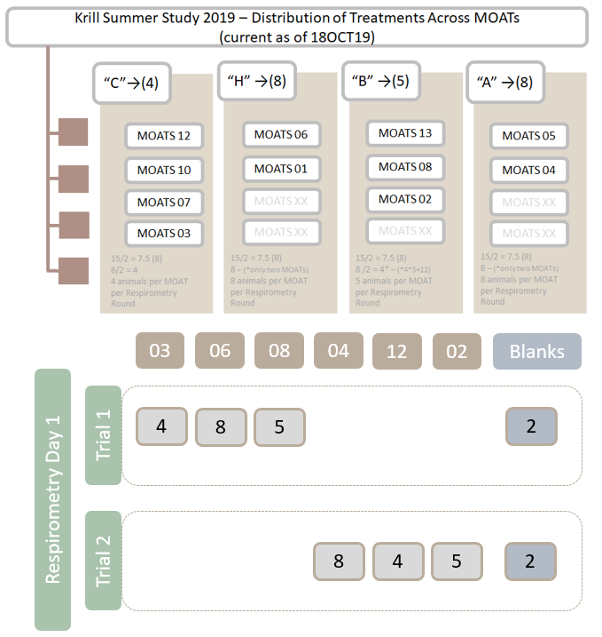 Krill Summer Study 2019 – Distribution of Treatments Across MOATs
(current as of 18OCT19)
“C”→(4)
“H” →(8)
“B”→(5)
“A” →(8)
MOATS 12
MOATS 10
MOATS 07
MOATS 03
15/2 = 7.5 (8)
8/2 = 4
4 animals per MOAT
per Respirometry
Round
MOATS 06
MOATS 01
MOATS XX
MOATS XX
15/2 = 7.5 (8)
8 – (*only two MOATs)
8 animals per MOAT
per Respirometry
Round
MOATS 13
MOATS 08
MOATS 02
MOATS XX
15/2 = 7.5 (8)
8 /2 = 4* – (*4*3=12)
5 animals per MOAT
per Respirometry
Round
MOATS 05
MOATS 04
MOATS XX
MOATS XX
15/2 = 7.5 (8)
8 – (*only two MOATs)
8 animals per MOAT
per Respirometry
Round
03 06 08 04 12 02 Blanks
Respirometry Day 1
Trial 1
4 8 5 2
Trial 2
8 4 5 2